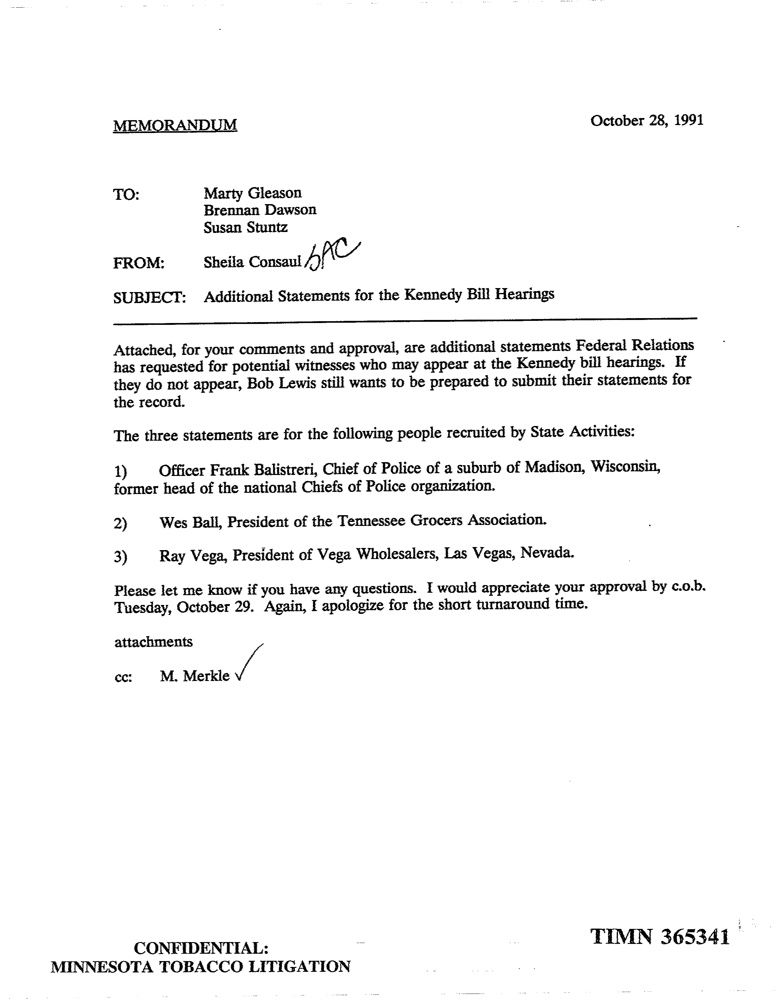 MEMORANDUM October 28, 1991
TO: Marty Gleason
Brennan Dawson
Susan Stuntz
FROM: Sheila Consaul SAC
SUBJECT: Additional Statements for the Kennedy Bill Hearings
Attached, for your comments and approval, are additional statements Federal Relations
has requested for potential witnesses who may appear at the Kennedy bill hearings. If
they do not appear, Bob Lewis still wants to be prepared to submit their statements for
the record.
The three statements are for the following people recruited by State Activities:
1) Officer Frank Balistreri, Chief of Police of a suburb of Madison, Wisconsin,
former head of the national Chiefs of Police organization.
2) Wes Ball, President of the Tennessee Grocers Association.
3) Ray Vega, President of Vega Wholesalers, Las Vegas, Nevada.
Please let me know if you have any questions. I would appreciate your approval by c.o.b.
Tuesday, October 29. Again, I apologize for the short turnaround time.
attachments
cc: M. Merkle ✓
TIMN 365341
CONFIDENTIAL:
MINNESOTA TOBACCO LITIGATION